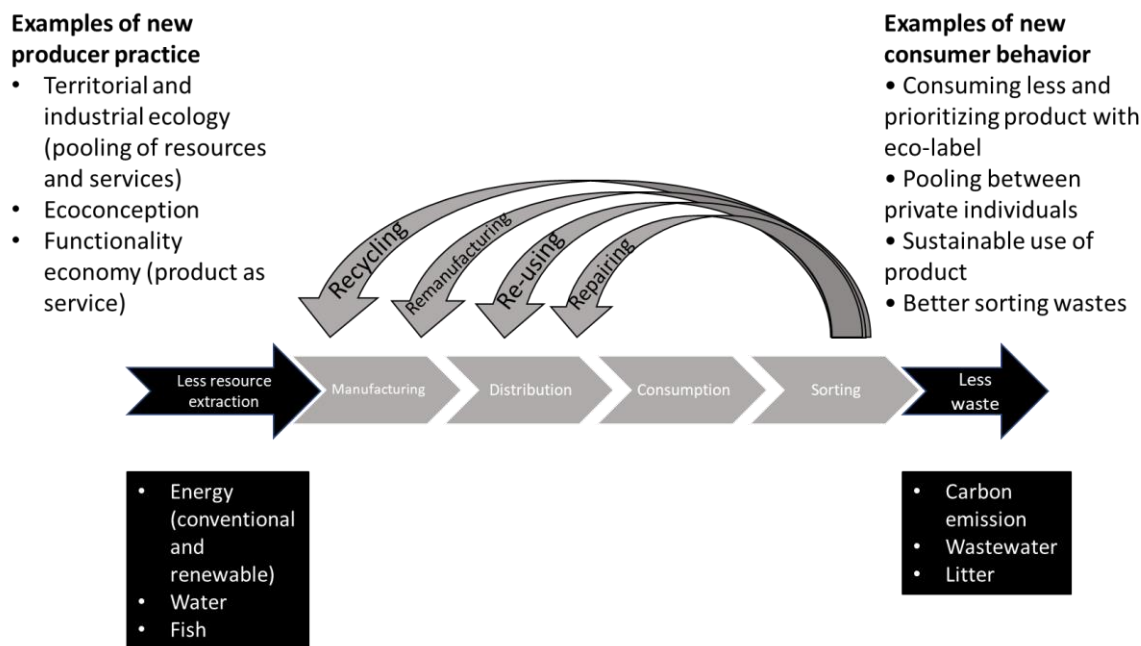 Examples of new
producer practice
• Territorial and
industrial ecology
(pooling of resources
and services)
• Ecoconception
• Functionality
economy (product as
service)
Examples of new
consumer behavior
• Consuming less and
prioritizing product with
eco-label
• Pooling between
private individuals
• Sustainable use of
product
• Better sorting wastes
Recycling
Remanufacturing
Re-using
Repairing
Less resource
extraction
Manufacturing
Distribution
Consumption
Sorting
Less
waste
• Energy
(conventional
and
renewable)
• Water
• Fish
• Carbon
emission
• Wastewater
• Litter